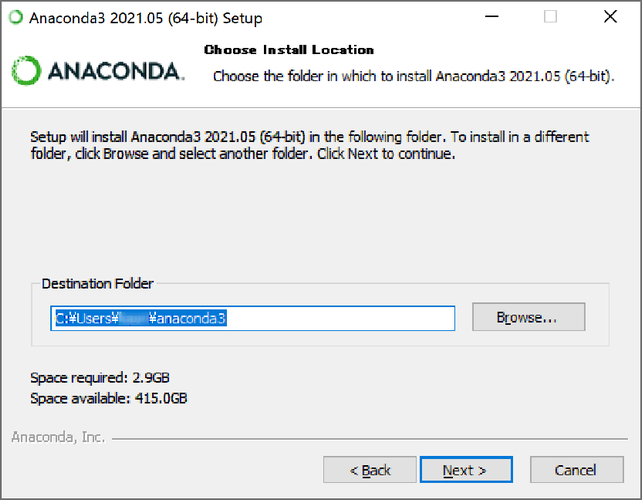 Anaconda3 2021.05 (64-bit) Setup
Choose Install Location
ANACONDA.
Choose the folder in which to install Anaconda3 2021.05 (64-bit).
Setup will install Anaconda3 2021.05 (64-bit) in the following folder. To install in a different
folder, click Browse and select another folder. Click Next to continue.
Destination Folder
C:¥Users¥ ¥anaconda3
Browse...
Space required: 2.9GB
Space available: 415.0GB
Anaconda, Inc.
< Back
Next >
Cancel